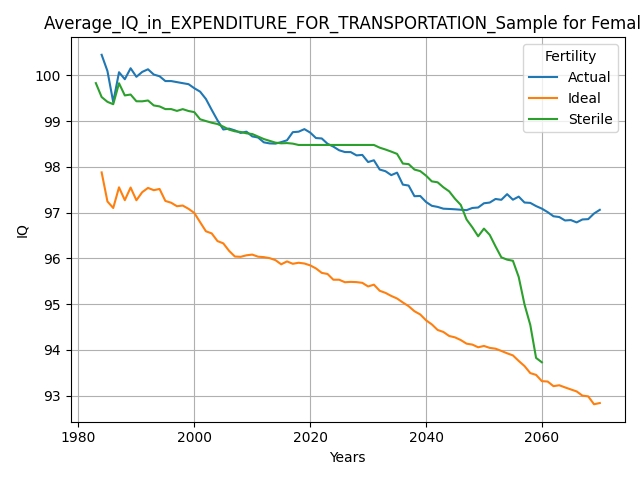 Average_IQ_in_EXPENDITURE_FOR_TRANSPORTATION_Sample for Femal
Fertility
Actual
Ideal
Sterile
IQ
100
99
98
97
96
95
94
93
1980
2000
2020
2040
2060
Years